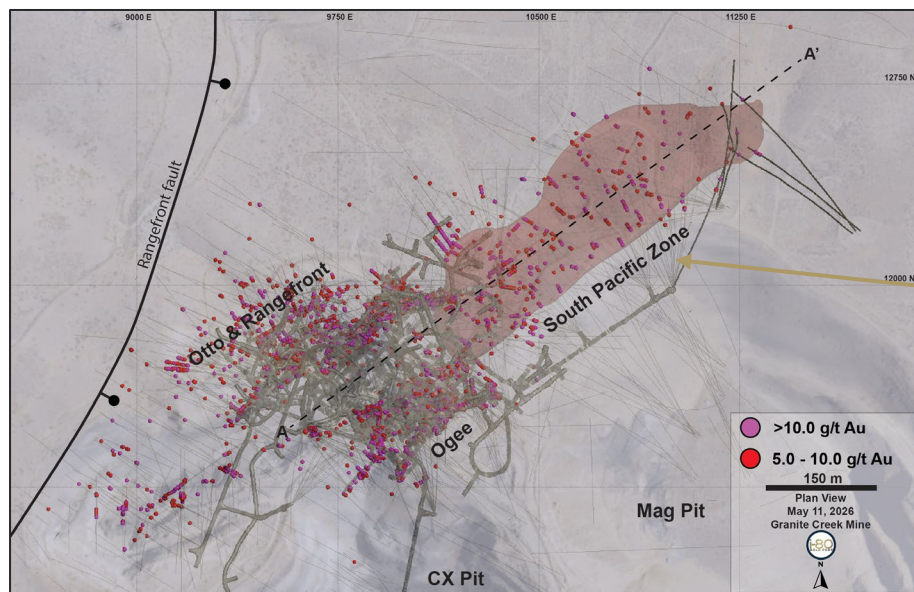 9000 E
9750 E
10500 E
11250 E
A'
12750 N
Rangefront fault
12000 N
Otto & Rangefront
South Pacific Zone
A
Ogee
>10.0 g/t Au
5.0 - 10.0 g/t Au
150 m
Plan View
May 11, 2026
Granite Creek Mine
Mag Pit
CX Pit
i-80
N